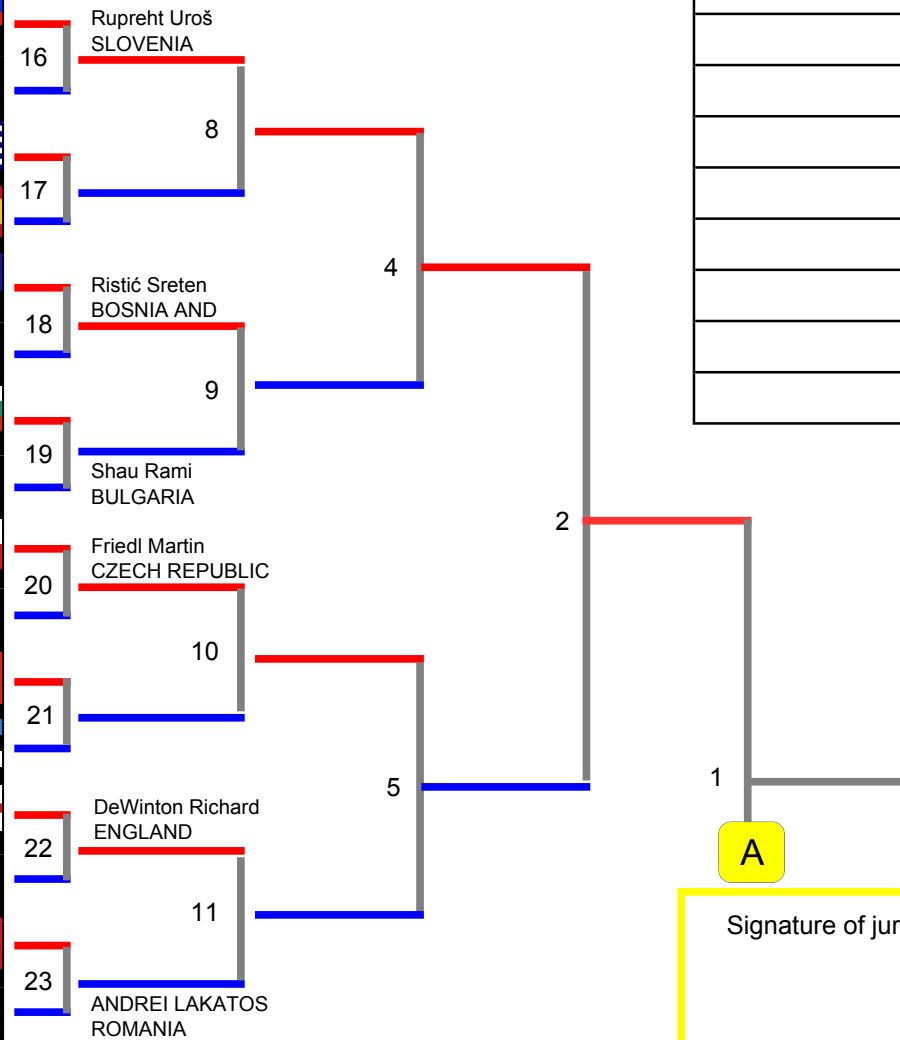 Rupreht Uroš
SLOVENIA
16
8
17
4
Ristić Sreten
BOSNIA AND
18
9
19
Shau Rami
BULGARIA
2
Friedl Martin
CZECH REPUBLIC
20
10
21
5
1
DeWinton Richard
ENGLAND
22
A
11
Signature of jur
23
ANDREI LAKATOS
ROMANIA